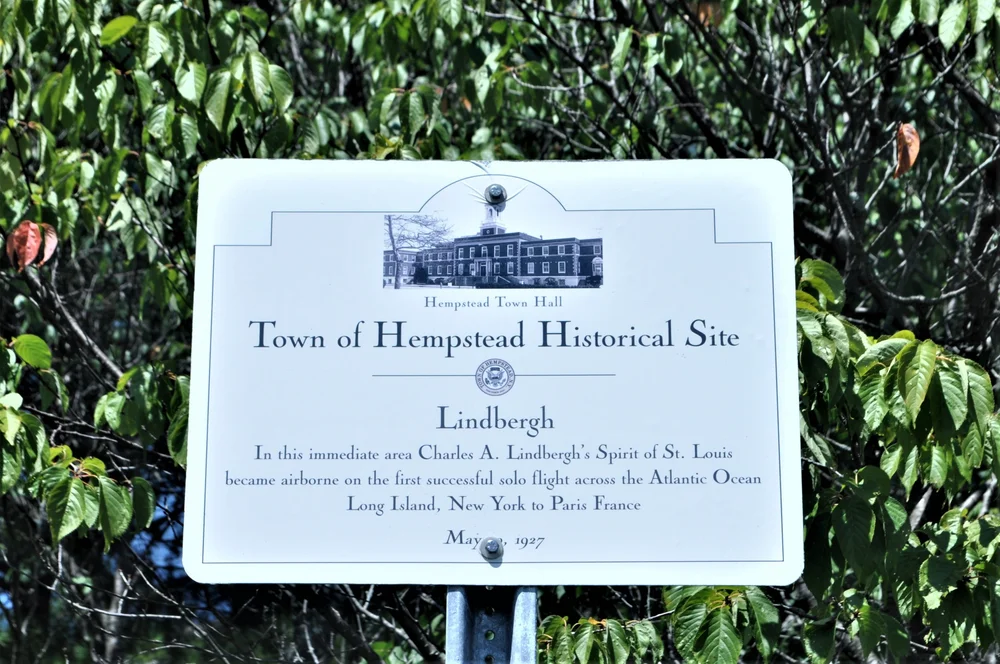 Hempstead Town Hall
Town of Hempstead Historical Site
Lindbergh
In this immediate area Charles A. Lindbergh's Spirit of St. Louis
became airborne on the first successful solo flight across the Atlantic Ocean
Long Island, New York to Paris France
May 1927